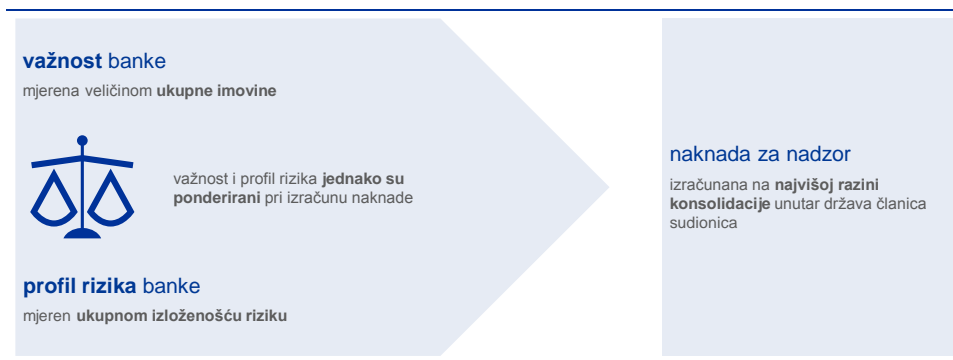 važnost banke
mjerena veličinom ukupne imovine
važnost i profil rizika jednako su
ponderirani pri izračunu naknade
profil rizika banke
mjeren ukupnom izloženošću riziku
naknada za nadzor
izračunana na najvišoj razini
konsolidacije unutar država članica
sudionica